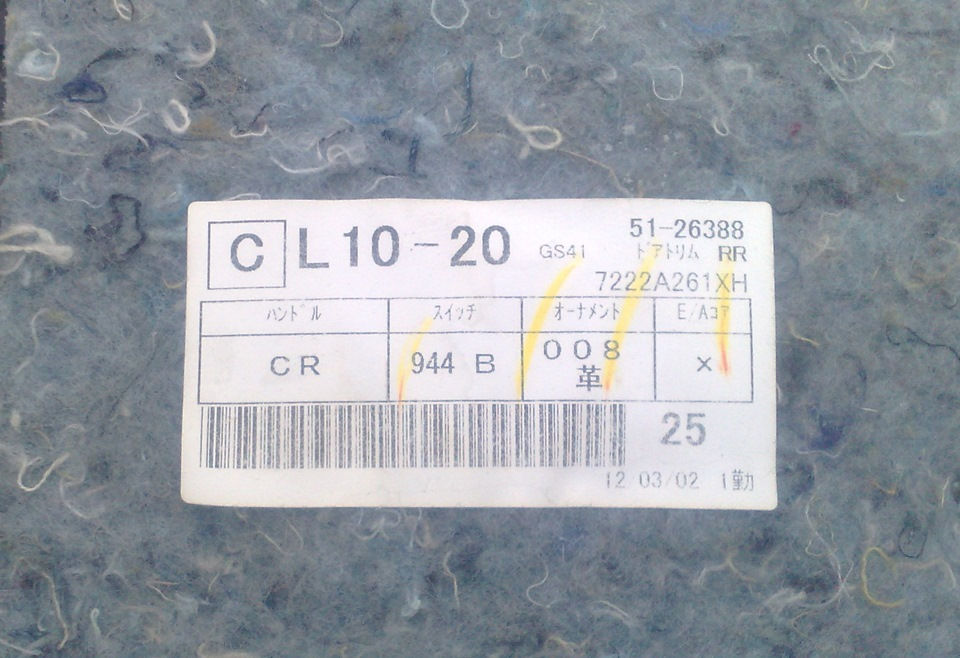 C L10-20
51-26388
GS41 ﾄﾞｱﾄﾘﾑ RR
7222A261XH
ﾊﾝﾄﾞﾙ ｽｲｯﾁ ｵｰﾅﾒﾝﾄ E/Aｺｱ
CR 944 B 008 ×
革
25
12/03/02 1勤